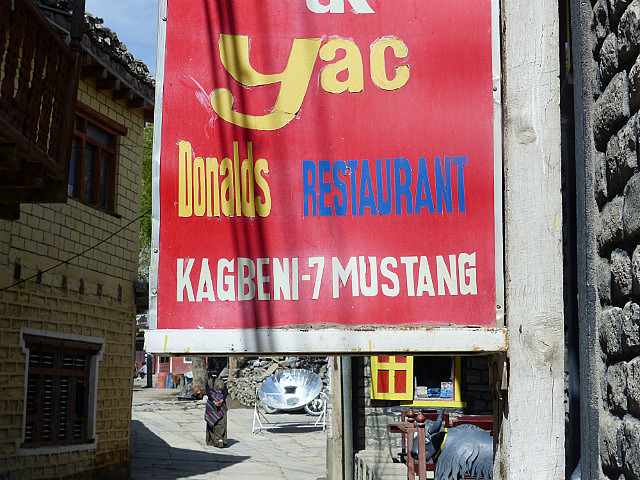 yac
Donalds RESTAURANT
KAGBENI-7 MUSTANG